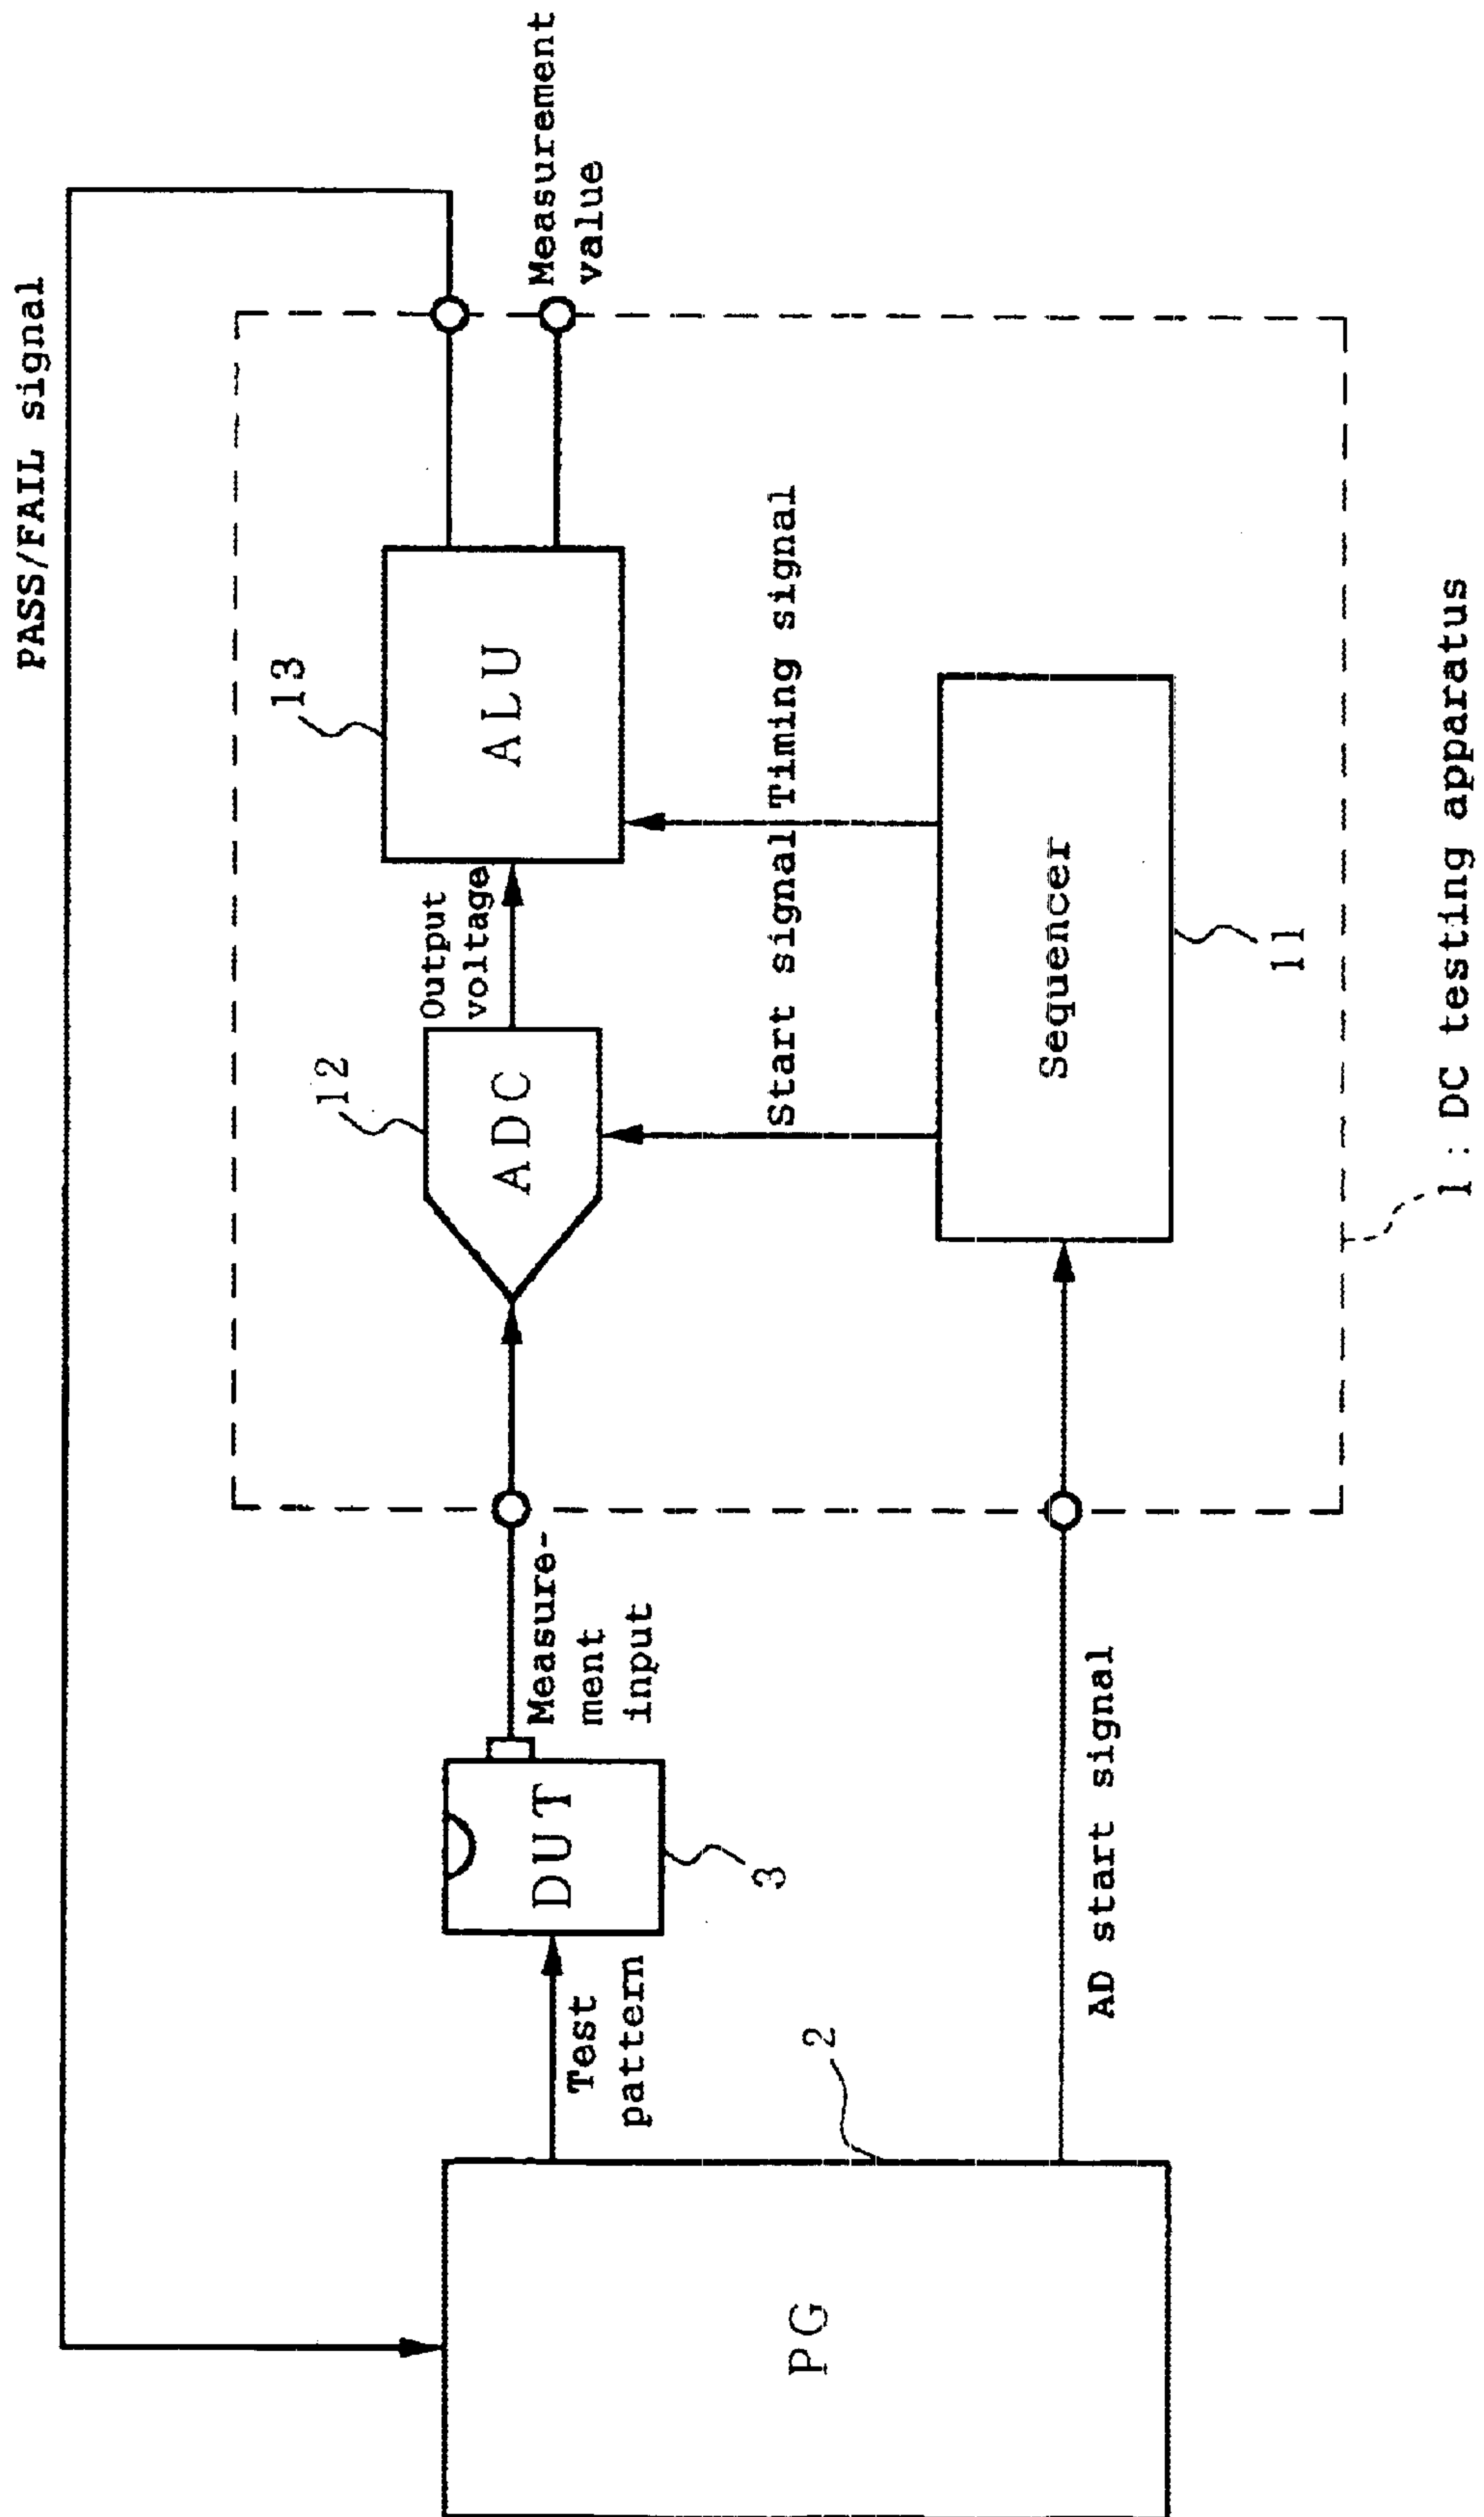 PASS/FAIL signal
13
Measurement
value
12
Output
voltage
ALU
ADC
Start signal
Timing signal
Measure-
ment
input
DUT
3
Test
pattern
Sequencer
11
2
PG
AD start signal
1 : DC testing apparatus